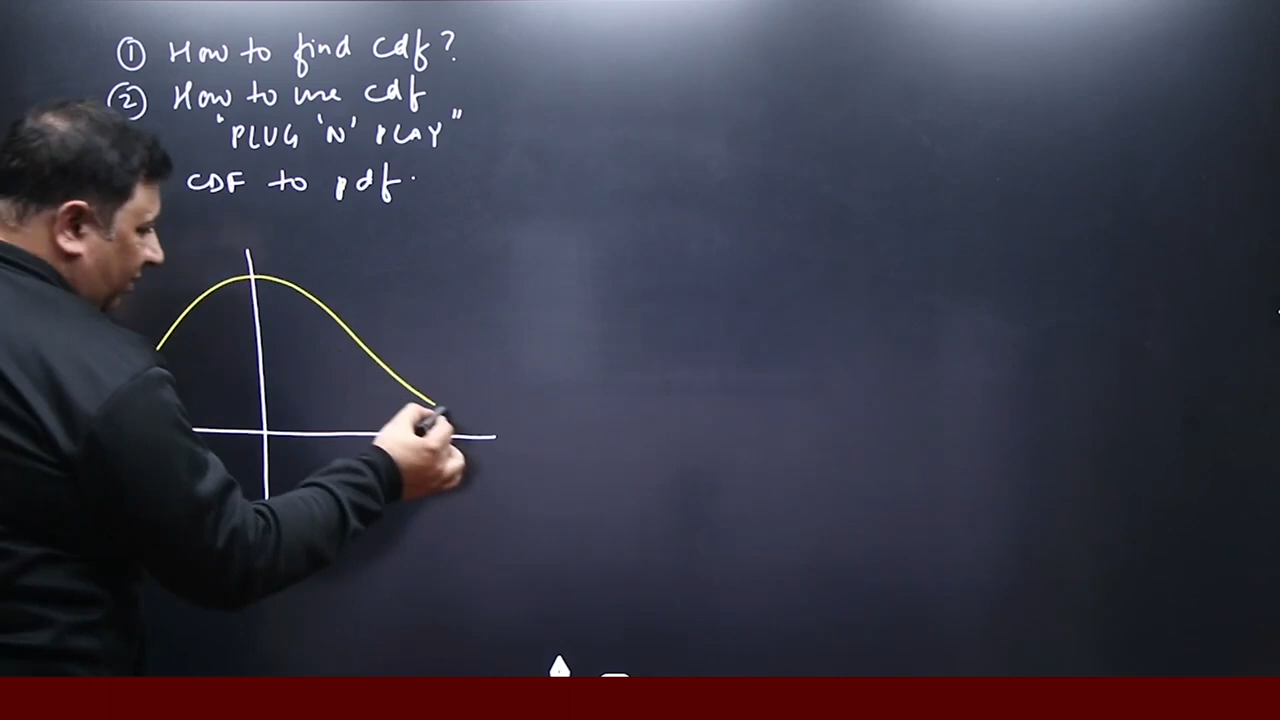 ① How to find cdf?
② How to use cdf
"PLUG 'N' PLAY"
CDF to pdf.